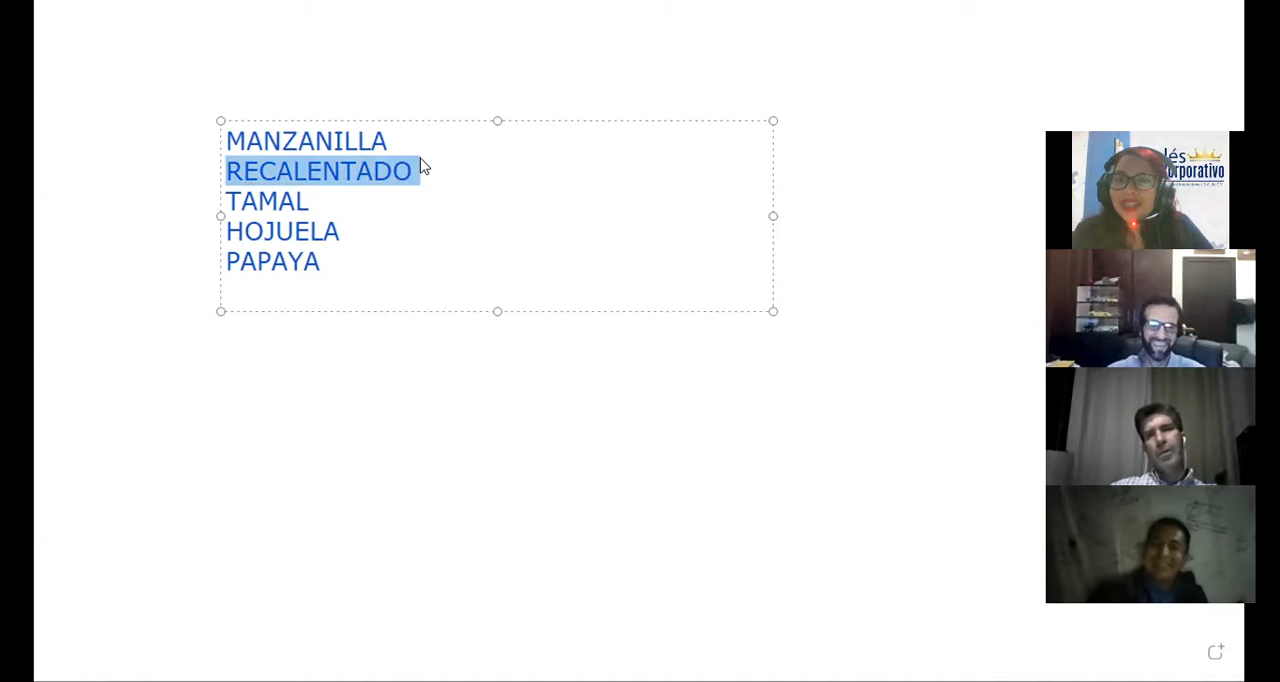 MANZANILLA
RECALENTADO
TAMAL
HOJUELA
PAPAYA
lés
orporativo